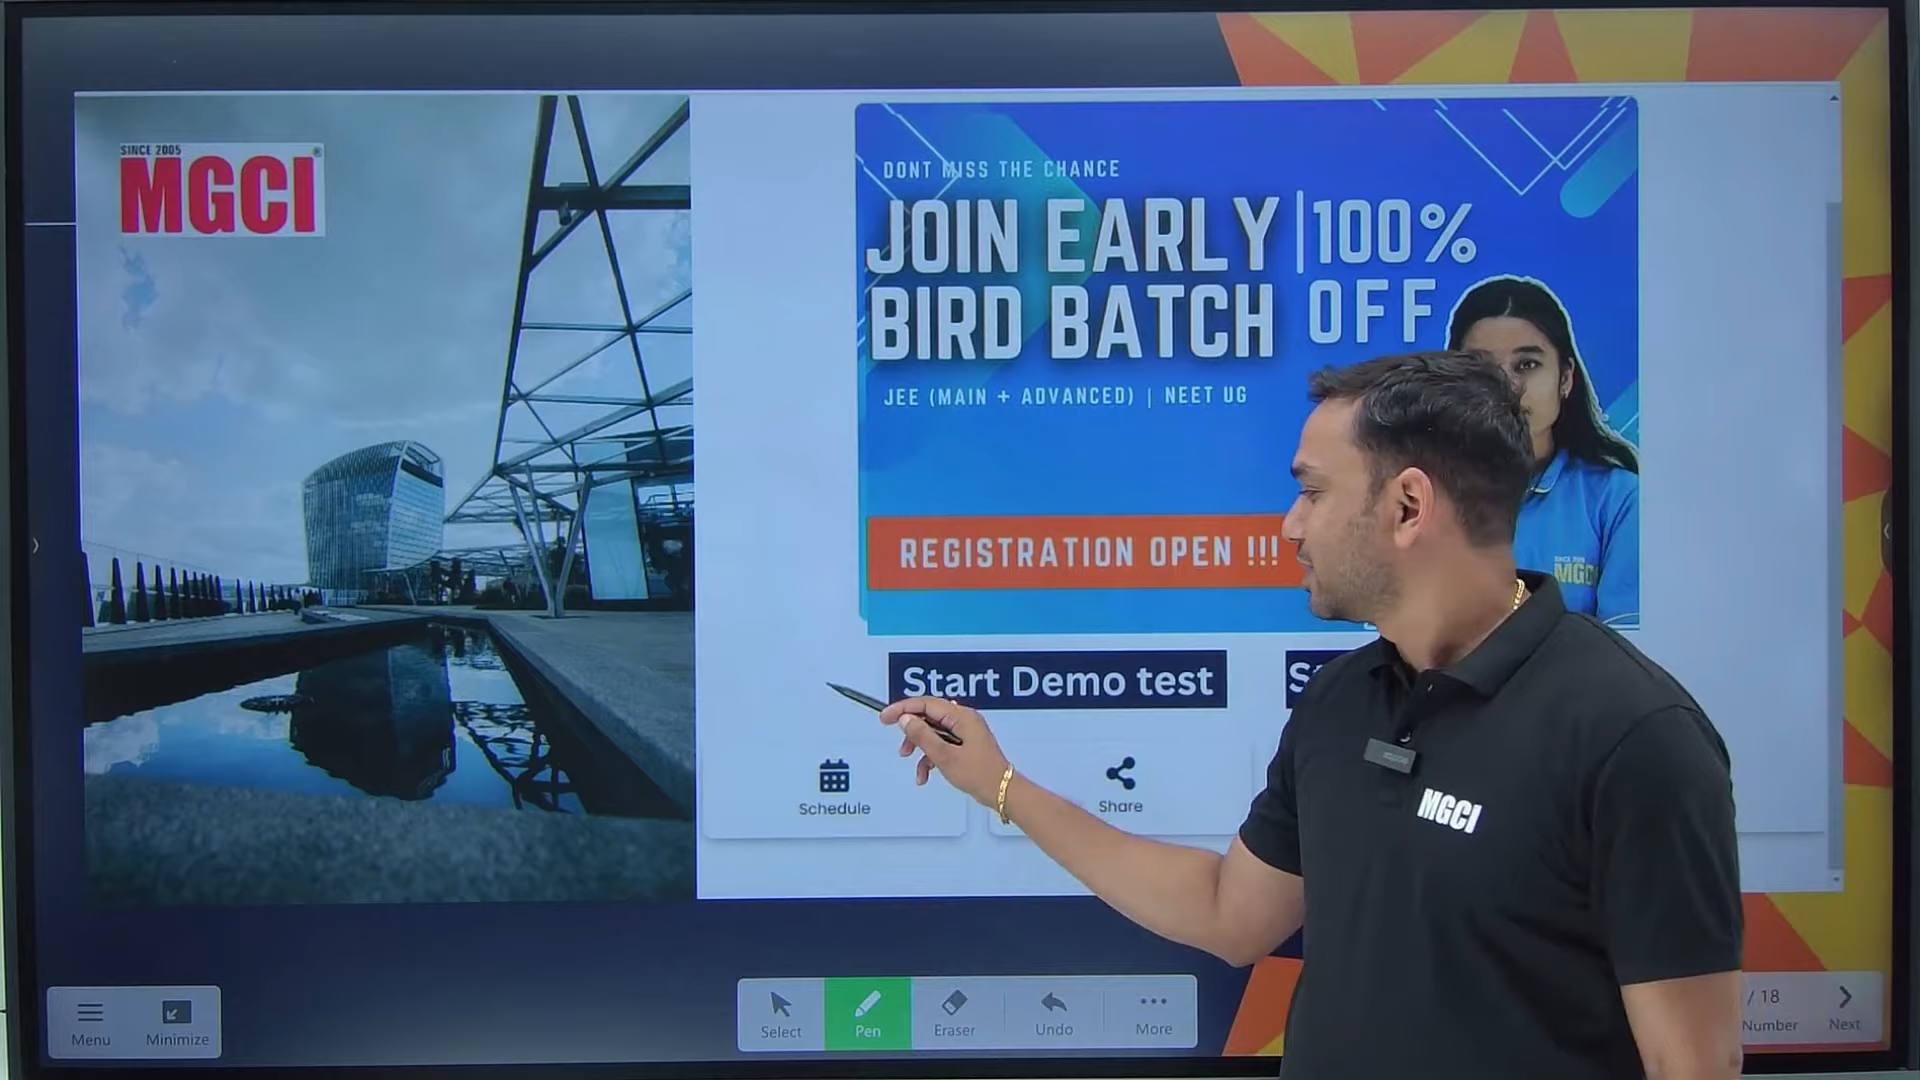 SINCE 2005
MGCI
DONT MISS THE CHANCE
JOIN EARLY
BIRD BATCH
100%
OFF
JEE (MAIN + ADVANCED) | NEET UG
REGISTRATION OPEN !!!
Start Demo test
Schedule
Share
MGCI
Menu
Minimize
Select
Pen
Eraser
Undo
More
/ 18
Number
Next